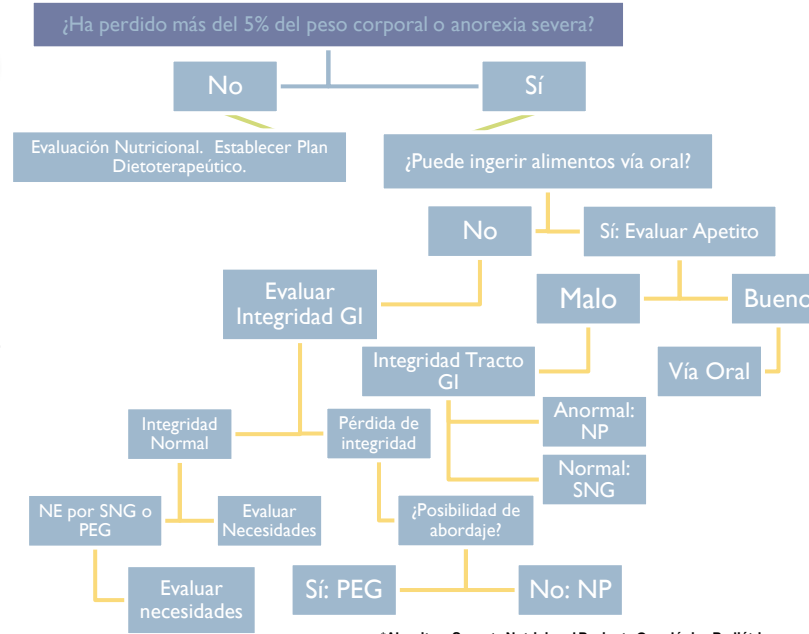 ¿Ha perdido más del 5% del peso corporal o anorexia severa?
No
Sí
Evaluación Nutricional. Establecer Plan
Dietoterapeútico.
¿Puede ingerir alimentos vía oral?
No
Sí: Evaluar Apetito
Evaluar
Integridad GI
Malo
Bueno
Integridad Tracto
GI
Vía Oral
Anormal:
NP
Normal:
SNG
Integridad
Normal
Pérdida de
integridad
NE por SNG o
PEG
Evaluar
Necesidades
¿Posibilidad de
abordaje?
Evaluar
necesidades
Sí: PEG
No: NP